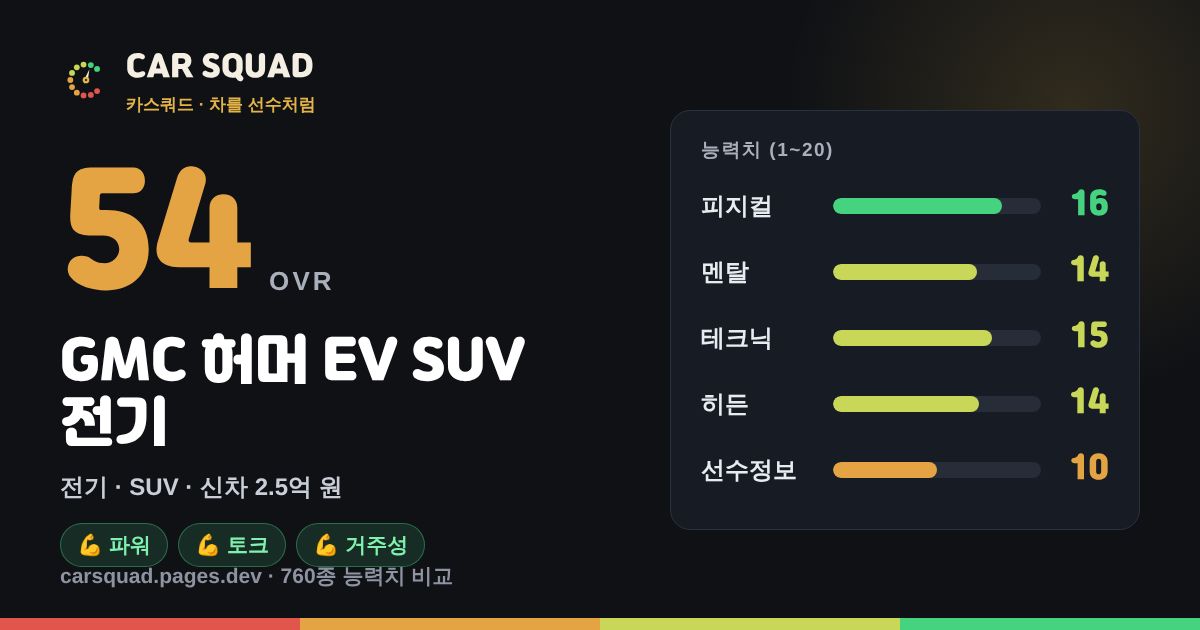 CAR SQUAD
카스쿼드 · 차를 선수처럼
54 OVR
GMC 허머 EV SUV
전기
전기 · SUV · 신차 2.5억 원
💪 파워 💪 토크 💪 거주성
carsquad.pages.dev · 760종 능력치 비교
능력치 (1~20)
피지컬 16
멘탈 14
테크닉 15
히든 14
선수정보 10